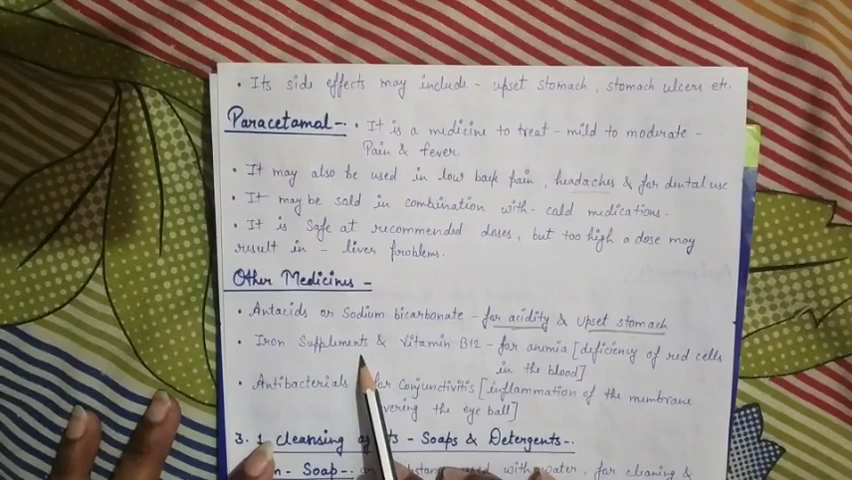 • Its side effects may include - upset stomach, stomach ulcers etc.
Paracetamal -. • It is a medicine to treat - mild to moderate -
Pain & fever.
• It may also be used in low back pain, headaches & for dental use
• It may be sold in combination with - cold medications.
• It is safe at recommended doses, but too high a dose may
result in - liver problems.
Other Medicines -
• Antacids or Sodium bicarbonate - for acidity & upset stomach
• Iron Supplements & Vitamin B12 - for anemia [deficiency of red cells
in the blood]
• Antibacterials for Conjunctivitis [inflammation of the membrane
the eye ball]
3. 1 cleansing - Soaps & Detergents -.
- Soap -. used with water, for cleaning &